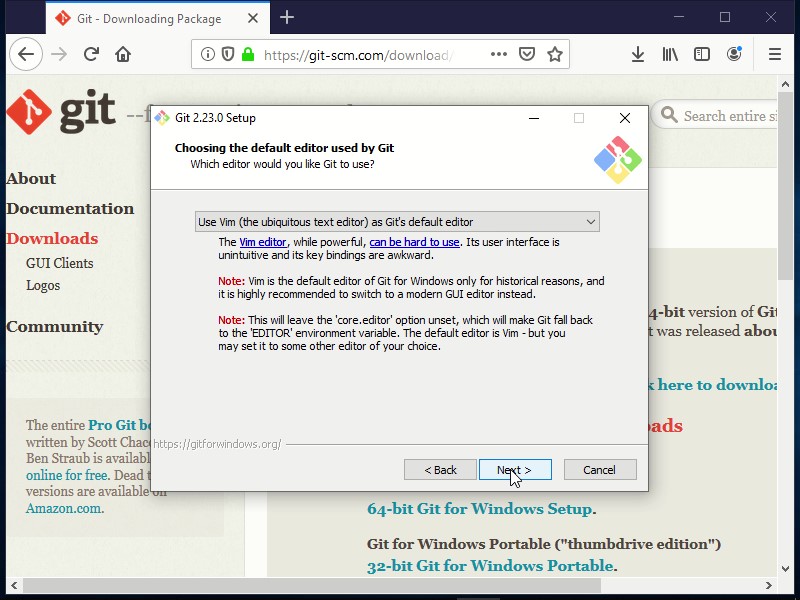 Git - Downloading Package
https://git-scm.com/download/
git
Search entire si
Git 2.23.0 Setup
Choosing the default editor used by Git
Which editor would you like Git to use?
About
Documentation
Downloads
GUI Clients
Logos
Community
Use Vim (the ubiquitous text editor) as Git's default editor
The Vim editor, while powerful, can be hard to use. Its user interface is
unintuitive and its key bindings are awkward.
Note: Vim is the default editor of Git for Windows only for historical reasons, and
it is highly recommended to switch to a modern GUI editor instead.
Note: This will leave the 'core.editor' option unset, which will make Git fall back
to the 'EDITOR' environment variable. The default editor is Vim - but you
may set it to some other editor of your choice.
4-bit version of Git
t was released abou
k here to downloa
ads
https://gitforwindows.org/
< Back
Next >
Cancel
The entire Pro Git bo
written by Scott Chac
Ben Straub is availabl
online for free. Dead t
versions are available on
Amazon.com.
64-bit Git for Windows Setup.
Git for Windows Portable ("thumbdrive edition")
32-bit Git for Windows Portable.